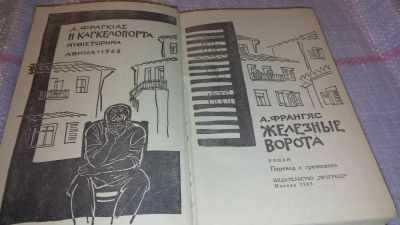 Α. ΦΡΑΓΚΙΑΣ
Η ΚΑΓΚΕΛΟΠΟΡΤΑ
ΜΥΘΙΣΤΟΡΗΜΑ
ΑΘΗΝΑ · 1962
А. ФРАНГЯС
ЖЕЛЕЗНЫЕ
ВОРОТА
РОМАН
Перевод с греческого
ИЗДАТЕЛЬСТВО "ПРОГРЕСС"
Москва 1965